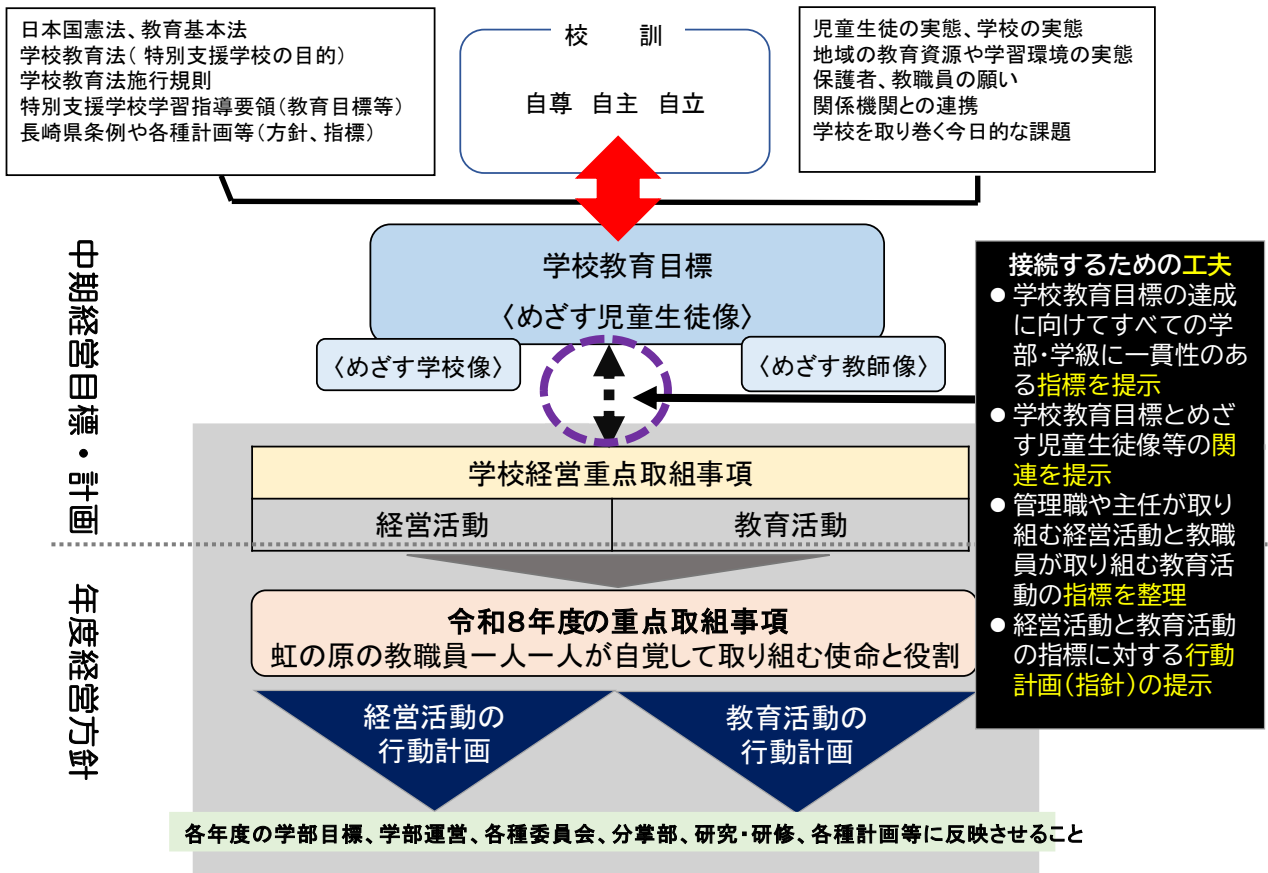 日本国憲法、教育基本法
学校教育法( 特別支援学校の目的)
学校教育法施行規則
特別支援学校学習指導要領(教育目標等)
長崎県条例や各種計画等(方針、指標)
校　訓
自尊 自主 自立
児童生徒の実態、学校の実態
地域の教育資源や学習環境の実態
保護者、教職員の願い
関係機関との連携
学校を取り巻く今日的な課題
中期経営目標・計画
学校教育目標
〈めざす児童生徒像〉
〈めざす学校像〉
〈めざす教師像〉
学校経営重点取組事項
経営活動
教育活動
接続するための工夫
● 学校教育目標の達成
に向けてすべての学
部・学級に一貫性のあ
る指標を提示
● 学校教育目標とめざ
す児童生徒像等の関
連を提示
● 管理職や主任が取り
組む経営活動と教職
員が取り組む教育活
動の指標を整理
● 経営活動と教育活動
の指標に対する行動
計画(指針)の提示
年度経営方針
令和8年度の重点取組事項
虹の原の教職員一人一人が自覚して取り組む使命と役割
経営活動の
行動計画
教育活動の
行動計画
各年度の学部目標、学部運営、各種委員会、分掌部、研究・研修、各種計画等に反映させること